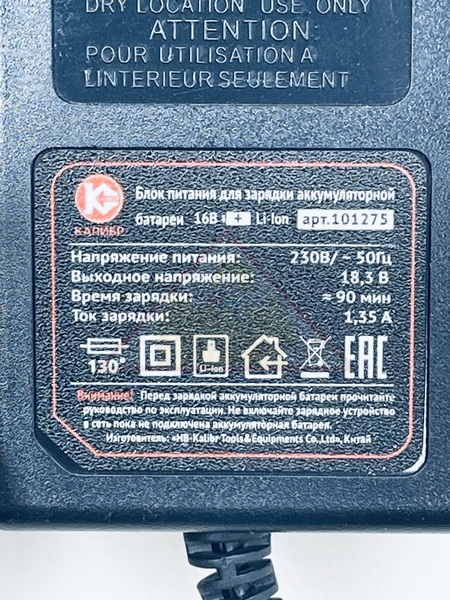 DRY LOCATION USE ONLY
ATTENTION:
POUR UTILISATION A
LINTERIEUR SEULEMENT
Блок питания для зарядки аккумуляторной
батареи 16В + Li-Ion арт.101275
КАЛИБР
Напряжение питания: 230В/ ~ 50Гц
Выходное напряжение: 18,3 В
Время зарядки: ≈ 90 мин
Ток зарядки: 1,35 А
130° Li-Ion EAC
Внимание! Перед зарядкой аккумуляторной батареи прочитайте
руководство по эксплуатации. Не включайте зарядное устройство
в сеть пока не подключена аккумуляторная батарея.
Изготовитель: «HB-Kalibr Tools&Equipments Co.,Ltd», Китай